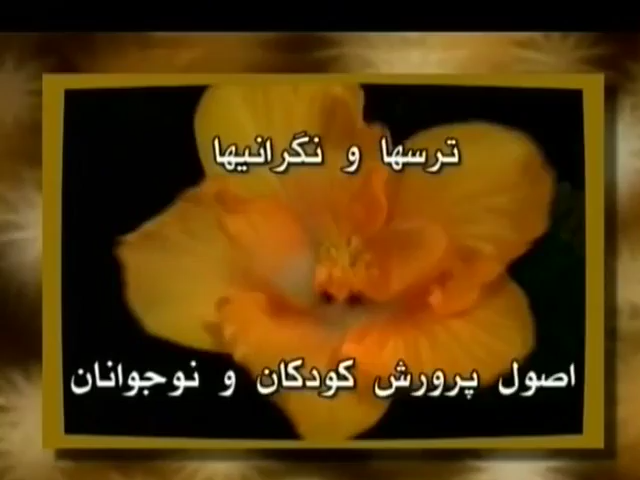 ترسها و نگرانیها
اصول پرورش کودکان و نوجوانان